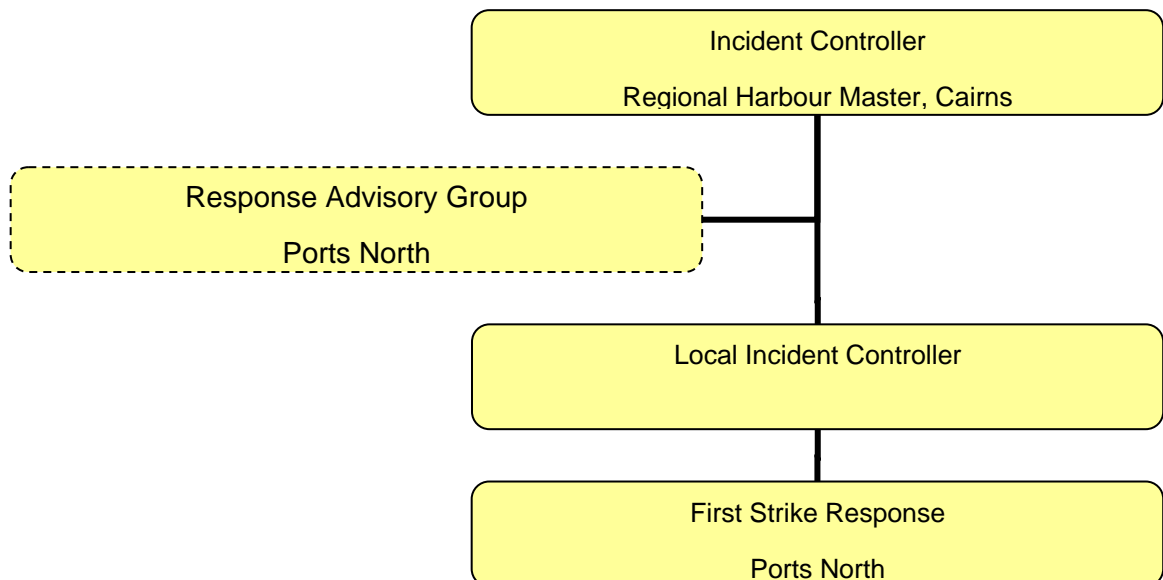 Incident Controller
Regional Harbour Master, Cairns
Response Advisory Group
Ports North
Local Incident Controller
First Strike Response
Ports North